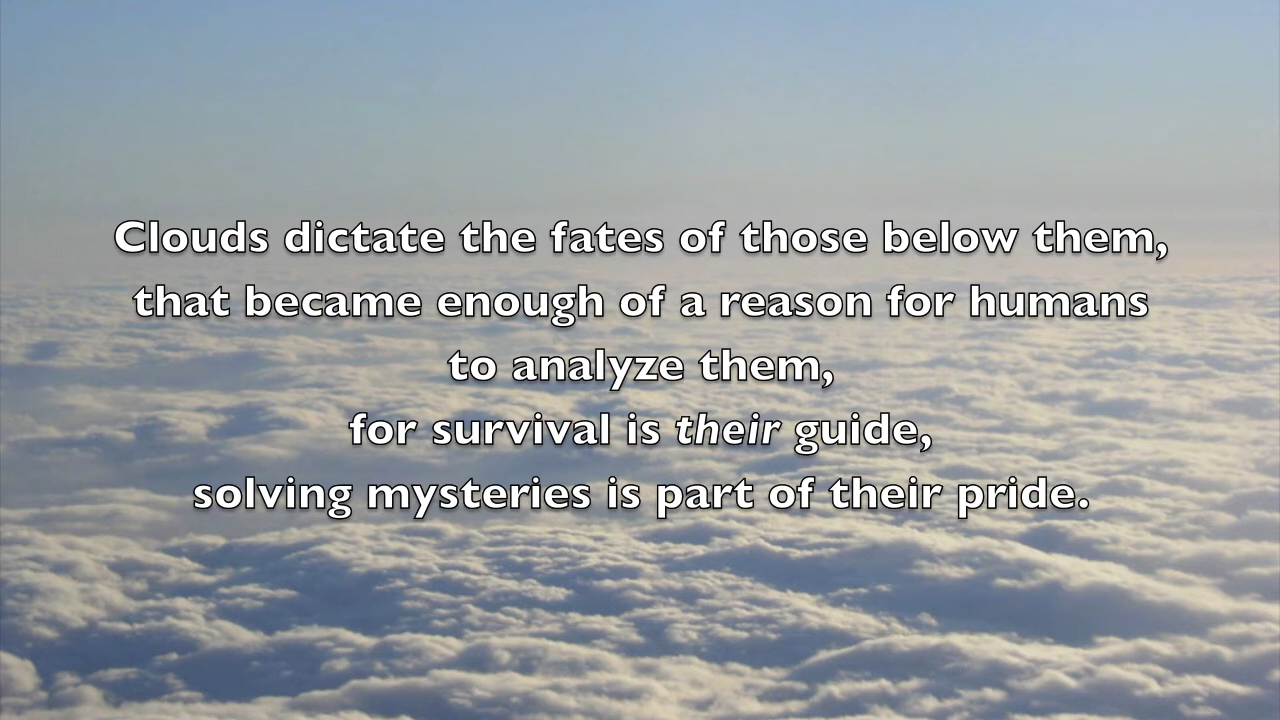 Clouds dictate the fates of those below them,
that became enough of a reason for humans
to analyze them,
for survival is their guide,
solving mysteries is part of their pride.